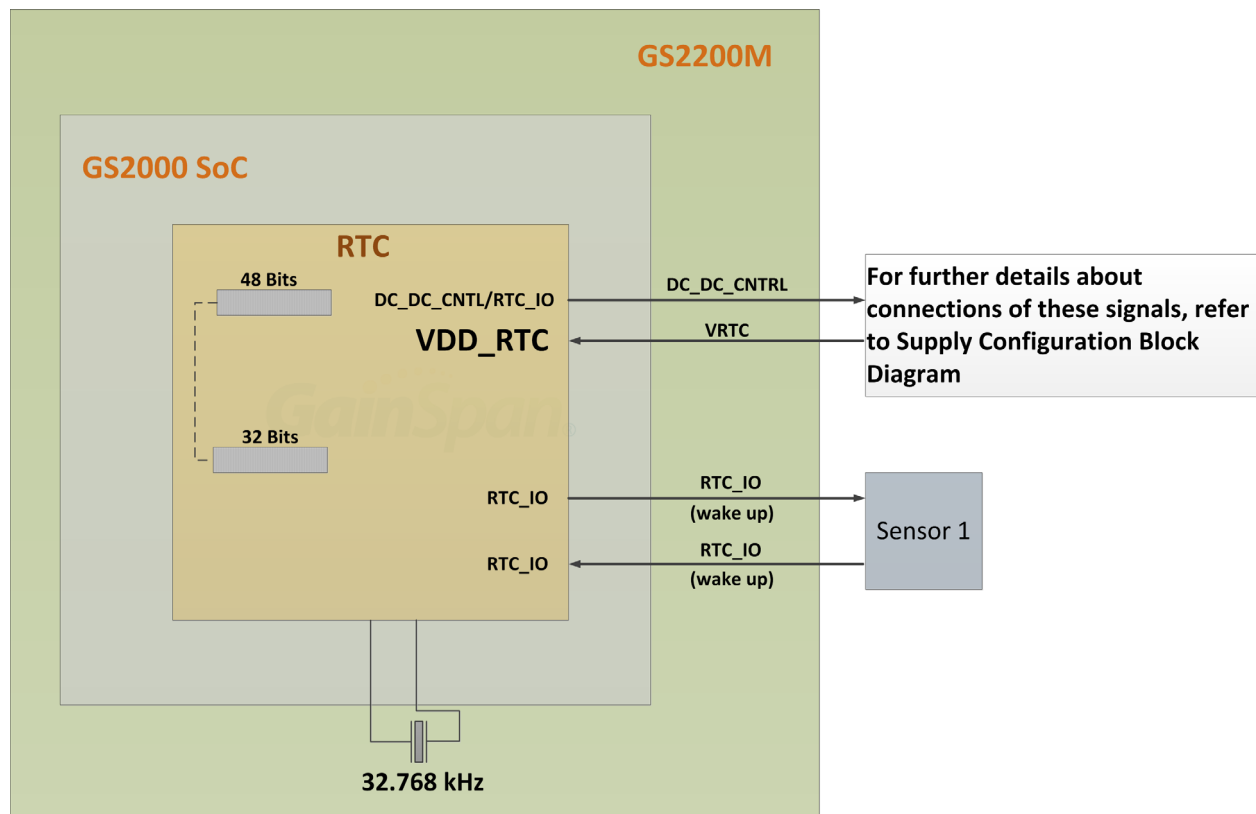 GS2200M
GS2000 SoC
RTC
48 Bits
DC_DC_CNTL/RTC_IO
VDD_RTC
GainSpan®
32 Bits
RTC_IO
RTC_IO
DC_DC_CNTRL
VRTC
For further details about
connections of these signals, refer
to Supply Configuration Block
Diagram
RTC_IO
(wake up)
RTC_IO
(wake up)
Sensor 1
32.768 kHz